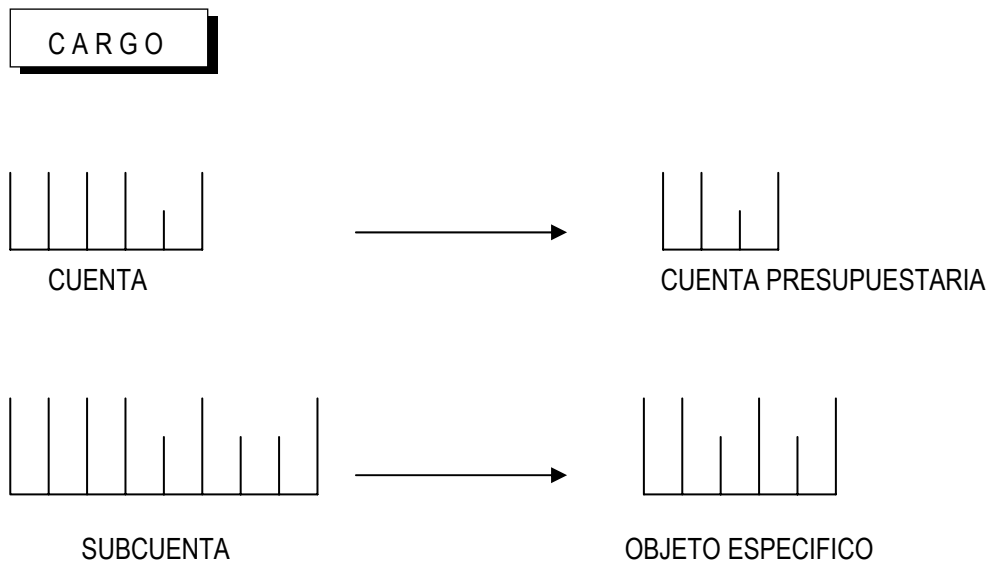 CARGO
CUENTA
CUENTA PRESUPUESTARIA
SUBCUENTA
OBJETO ESPECIFICO